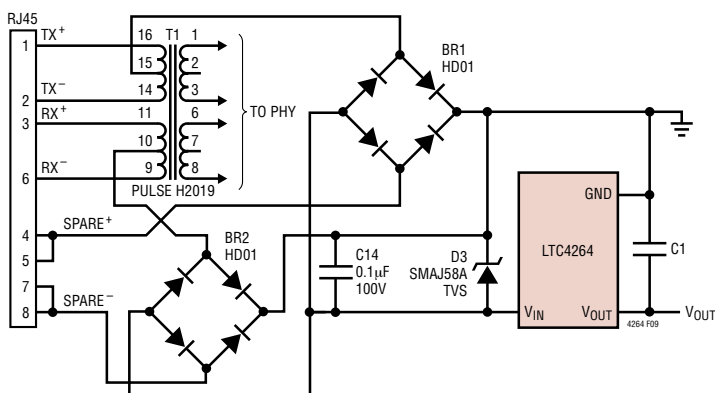 RJ45
1
TX+
16
T1
1
15
2
2
TX−
14
3
3
RX+
11
6
10
7
6
RX−
9
8
TO PHY
PULSE H2019
BR1
HD01
4
SPARE+
5
7
SPARE−
8
BR2
HD01
C14
0.1µF
100V
D3
SMAJ58A
TVS
GND
LTC4264
VIN
VOUT
C1
4264 F09
VOUT